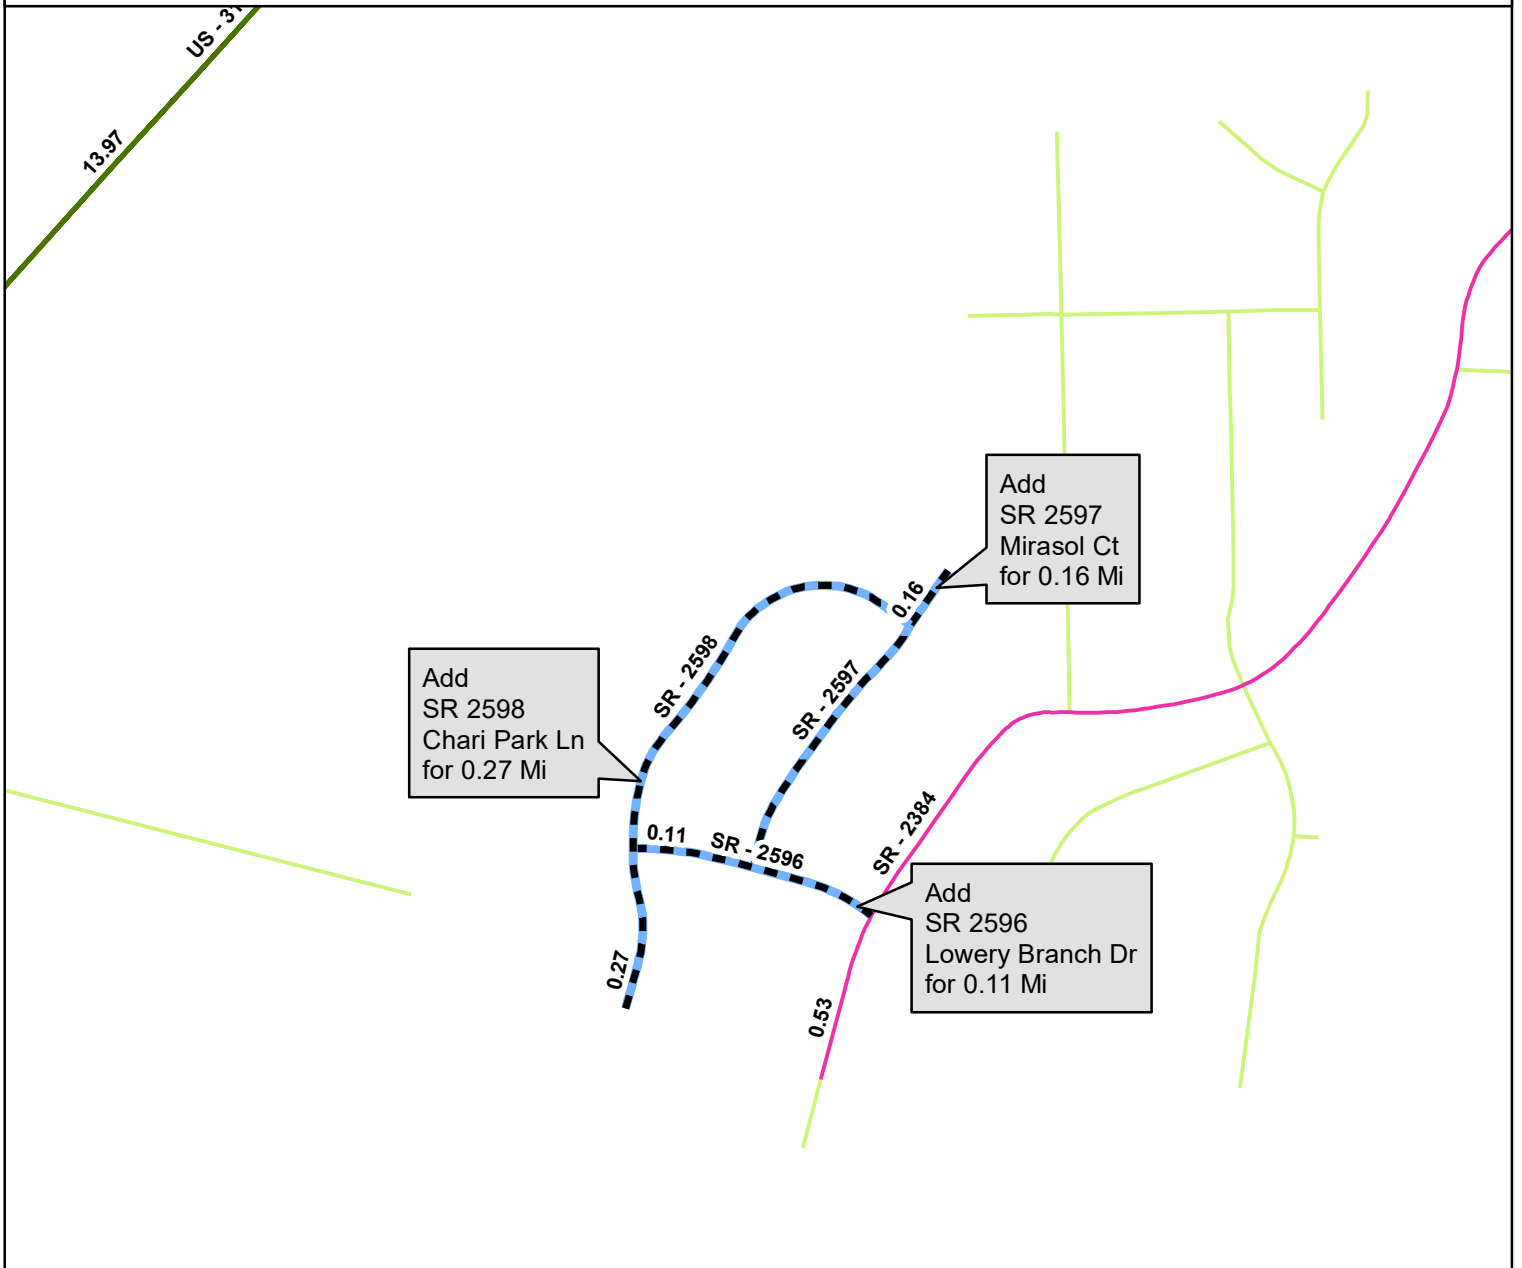 US - 31
13.97
Add
SR 2597
Mirasol Ct
for 0.16 Mi
0.16
SR - 2598
SR - 2597
Add
SR 2598
Chari Park Ln
for 0.27 Mi
0.11
SR - 2596
SR - 2384
Add
SR 2596
Lowery Branch Dr
for 0.11 Mi
0.27
0.53